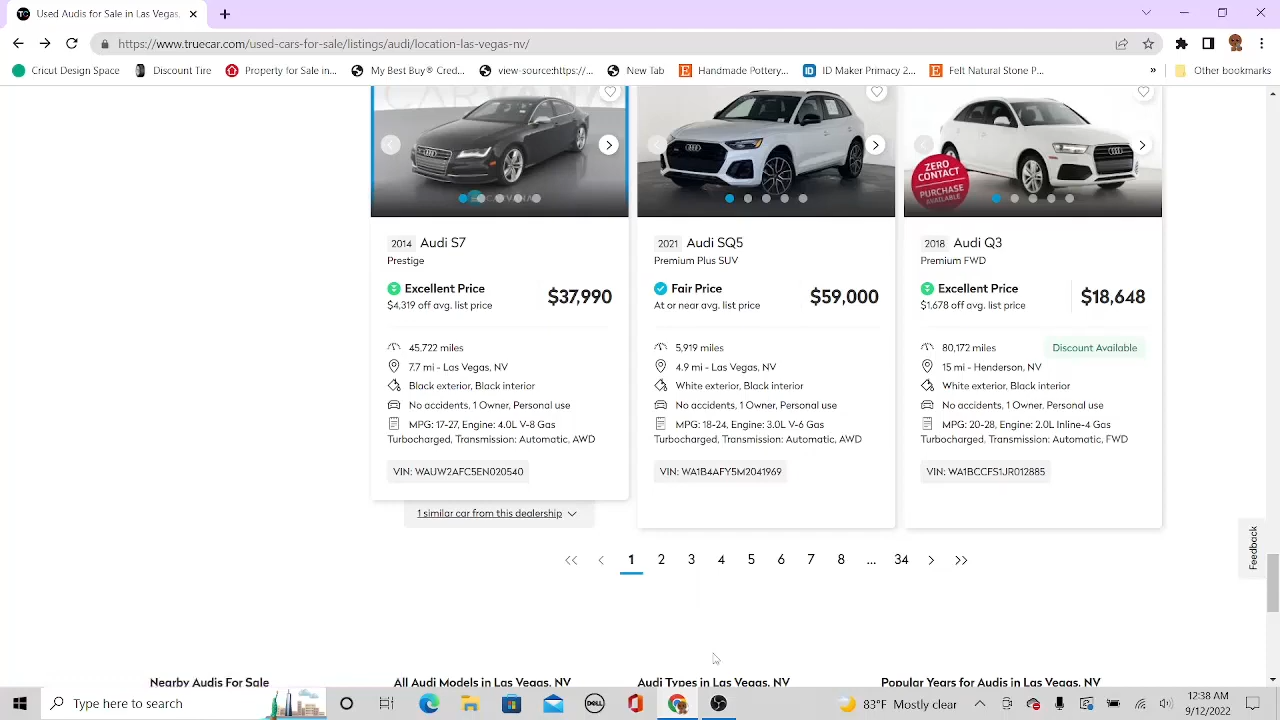 Used Audis for Sale in Las Vegas,
https://www.truecar.com/used-cars-for-sale/listings/audi/location-las-vegas-nv/
Cricut Design Space
Discount Tire
Property for Sale in...
My Best Buy® Cred...
view-source:https:/...
New Tab
Handmade Pottery...
ID Maker Primacy 2...
Felt Natural Stone P...
»
Other bookmarks
CARVANA
CARVANA
ZERO
CONTACT
PURCHASE
AVAILABLE
2014 Audi S7
Prestige
Excellent Price
$4,319 off avg. list price
$37,990
45,722 miles
7.7 mi - Las Vegas, NV
Black exterior, Black interior
No accidents, 1 Owner, Personal use
MPG: 17-27, Engine: 4.0L V-8 Gas
Turbocharged, Transmission: Automatic, AWD
VIN: WAUW2AFC5EN020540
1 similar car from this dealership
2021 Audi SQ5
Premium Plus SUV
Fair Price
At or near avg. list price
$59,000
5,919 miles
4.9 mi - Las Vegas, NV
White exterior, Black interior
No accidents, 1 Owner, Personal use
MPG: 18-24, Engine: 3.0L V-6 Gas
Turbocharged, Transmission: Automatic, AWD
VIN: WA1B4AFY5M2041969
2018 Audi Q3
Premium FWD
Excellent Price
$1,678 off avg. list price
$18,648
80,172 miles
Discount Available
15 mi - Henderson, NV
White exterior, Black interior
No accidents, 1 Owner, Personal use
MPG: 20-28, Engine: 2.0L Inline-4 Gas
Turbocharged, Transmission: Automatic, FWD
VIN: WA1BCCFS1JR012885
<< < 1 2 3 4 5 6 7 8 ... 34 > >>
Feedback
Nearby Audis For Sale
All Audi Models in Las Vegas, NV
Audi Types in Las Vegas, NV
Popular Years for Audis in Las Vegas, NV
Type here to search
DELL
83°F Mostly clear
12:38 AM
9/12/2022